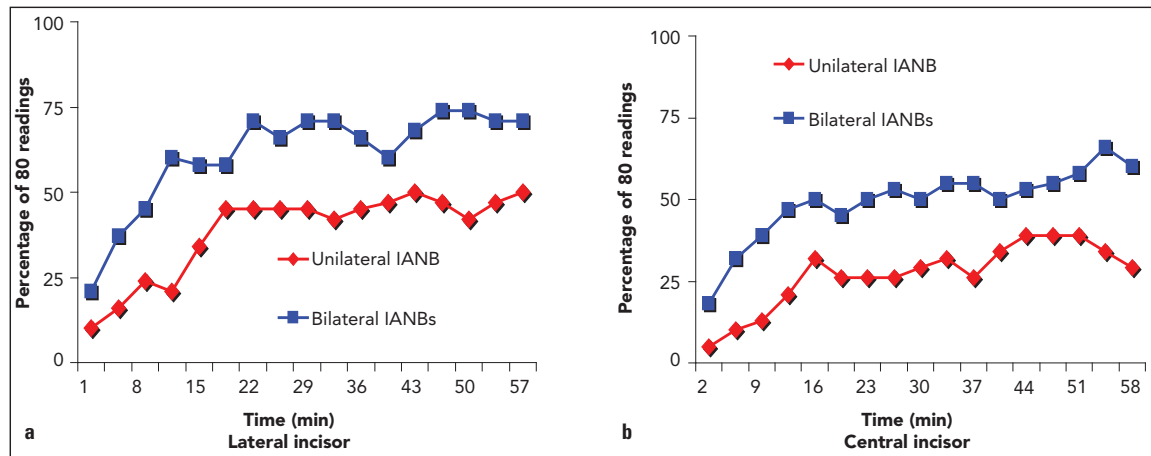 100
75
50
25
0
Percentage of 80 readings
Unilateral IANB
Bilateral IANBs
1 8 15 22 29 36 43 50 57
Time (min)
a Lateral incisor
100
75
50
25
0
Percentage of 80 readings
Unilateral IANB
Bilateral IANBs
2 9 16 23 30 37 44 51 58
Time (min)
b Central incisor